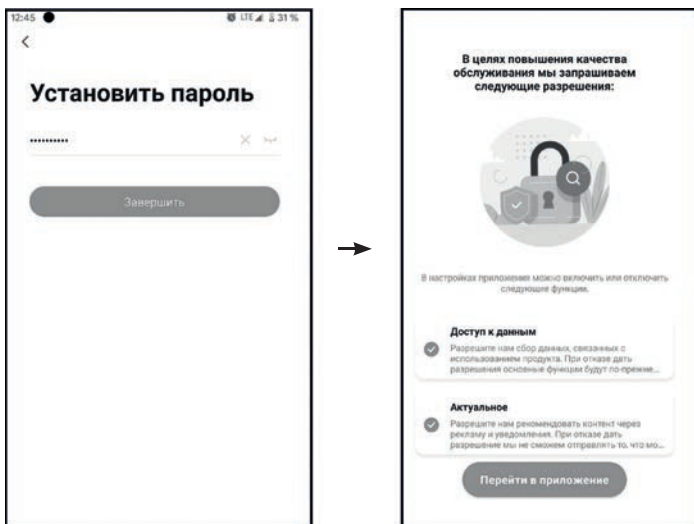 12:45 LTE 31 %
Установить пароль
••••••••••
Завершить
В целях повышения качества
обслуживания мы запрашиваем
следующие разрешения:
В настройках приложения можно включить или отключить
следующие функции.
Доступ к данным
Разрешите нам сбор данных, связанных с
использованием продукта. При отказе дать
разрешения основные функции будут по-прежне...
Актуальное
Разрешите нам рекомендовать контент через
рекламу и уведомления. При отказе дать
разрешение мы не сможем отправлять то, что мо...
Перейти в приложение